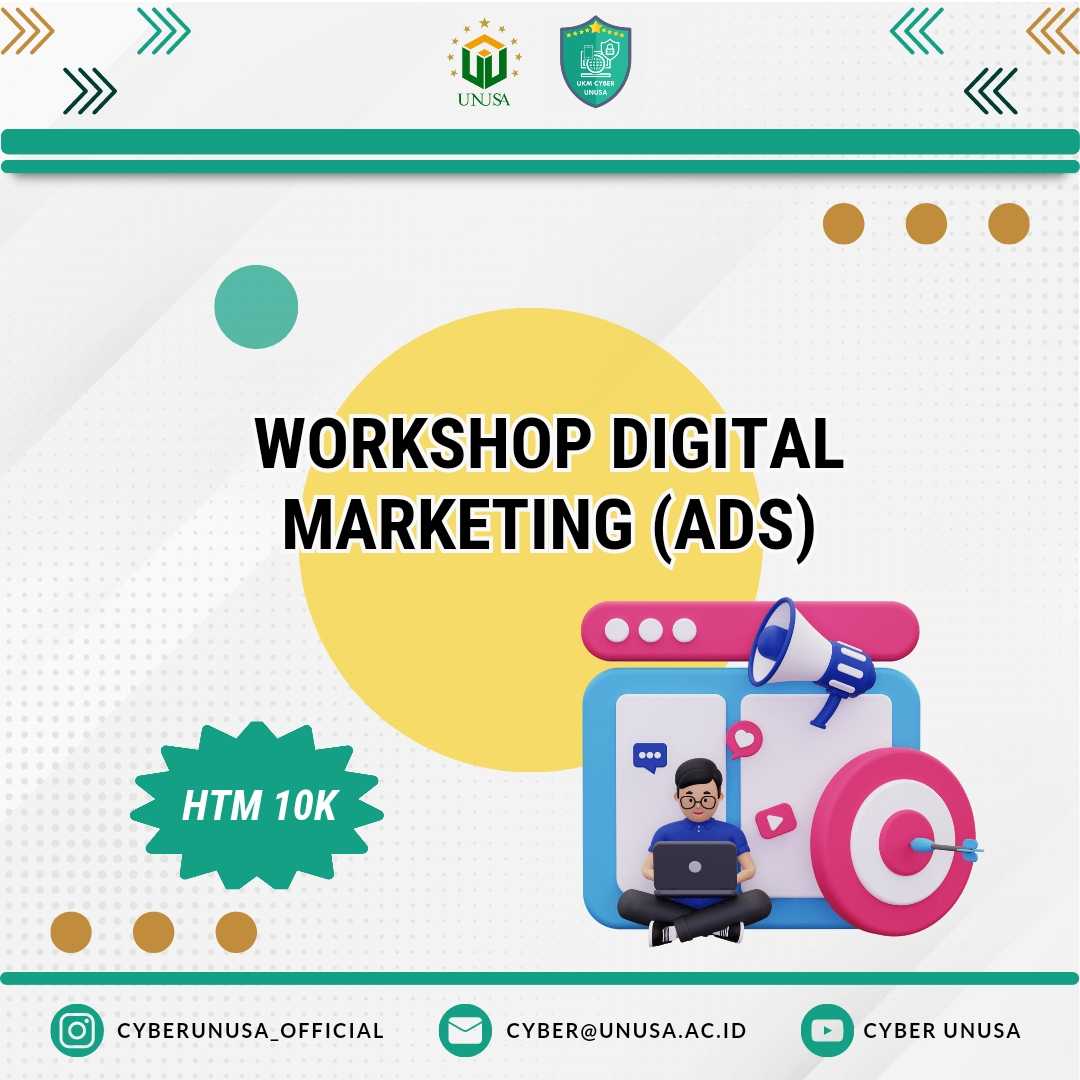 UNUSA
UKM CYBER
UNUSA
WORKSHOP DIGITAL
MARKETING (ADS)
HTM 10K
CYBERUNUSA_OFFICIAL
CYBER@UNUSA.AC.ID
CYBER UNUSA